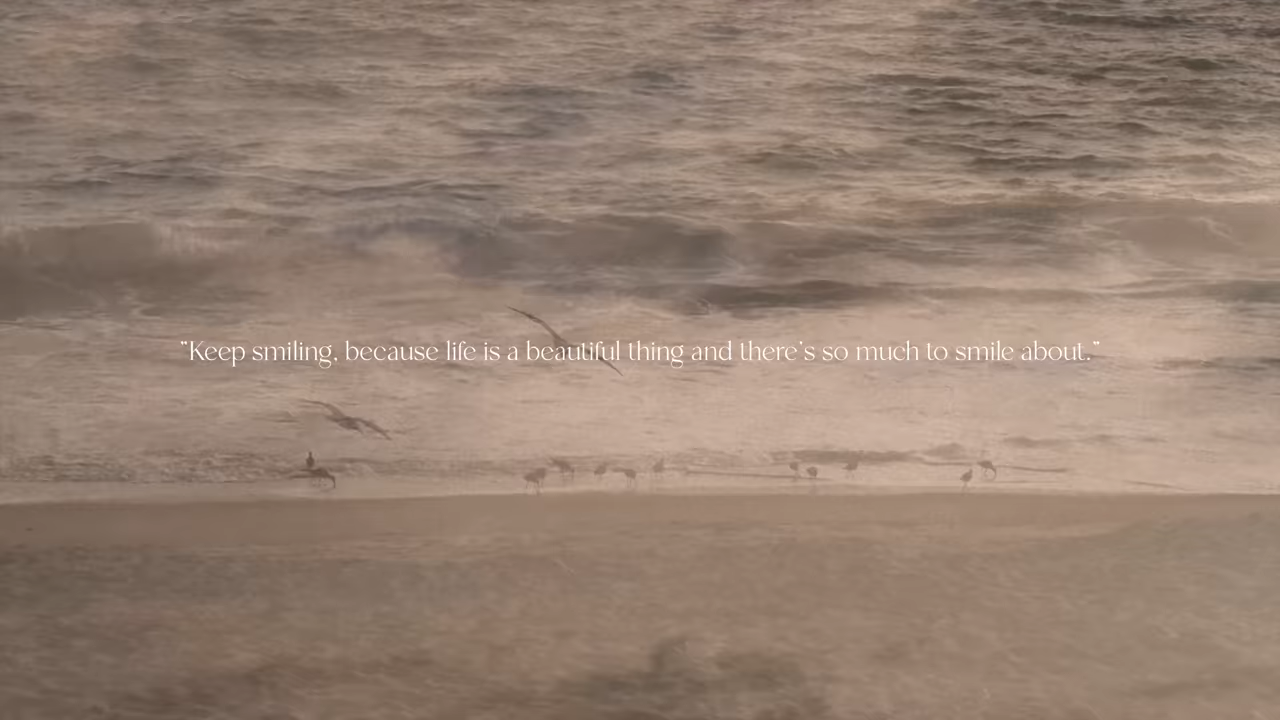 "Keep smiling, because life is a beautiful thing and there's so much to smile about."